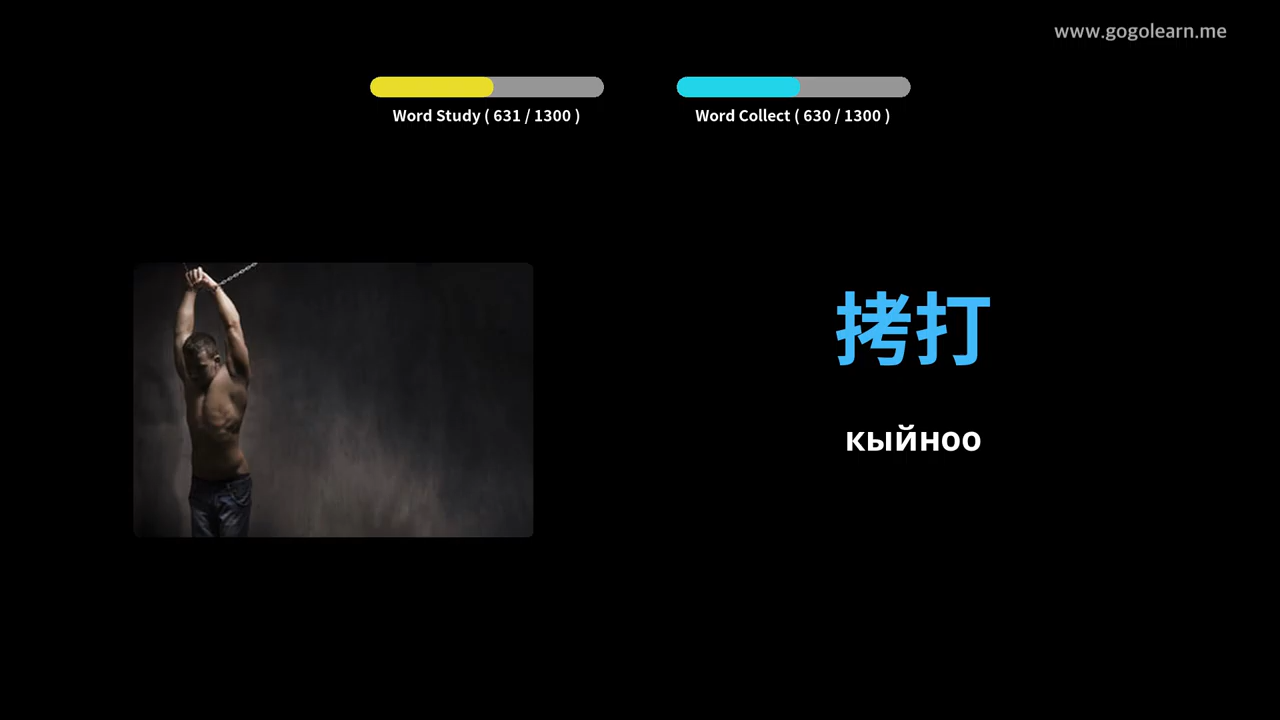 www.gogolearn.me
Word Study ( 631 / 1300 )
Word Collect ( 630 / 1300 )
拷打
кыйноо